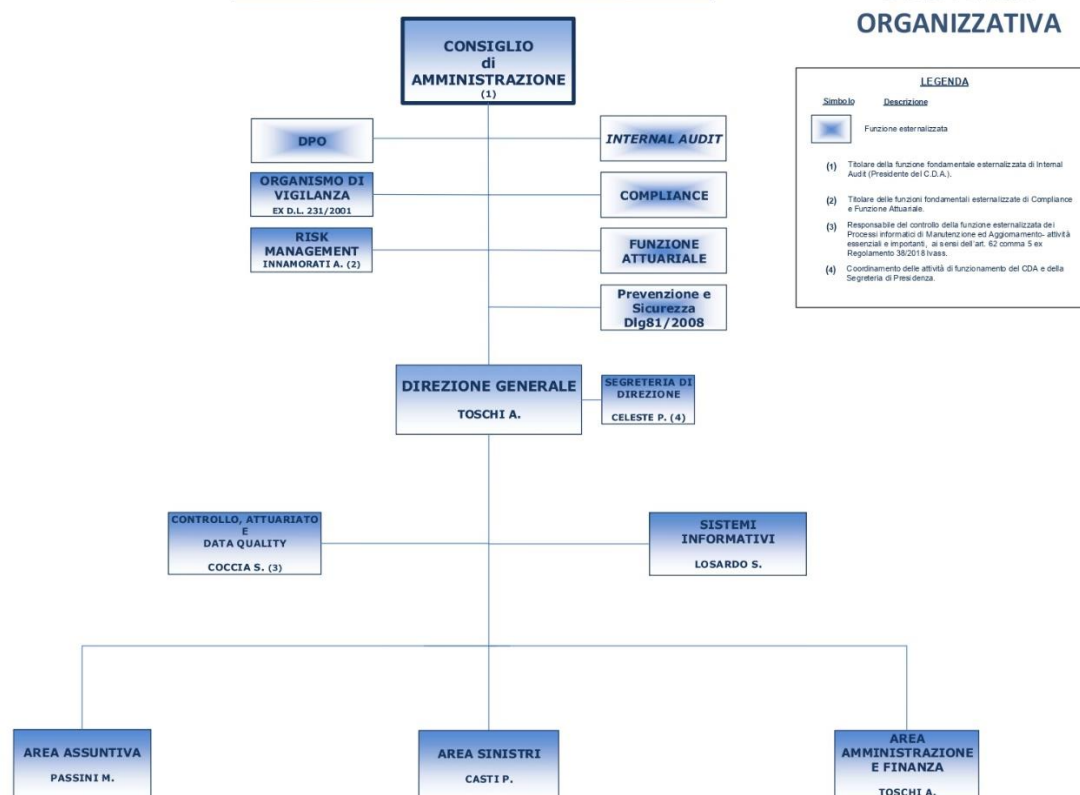 ORGANIZZATIVA
CONSIGLIO
di
AMMINISTRAZIONE
(1)
LEGENDA
Simbolo Descrizione
Funzione esternalizzata
(1) Titolare della funzione fondamentale esternalizzata di Internal
Audit (Presidente del C.D.A.).
(2) Titolare delle funzioni fondamentali esternalizzate di Compliance
e Funzione Attuariale.
(3) Responsabile del controllo della funzione esternalizzata dei
Processi informatici di Manutenzione ed Aggiornamento- attività
essenziali e importanti, ai sensi dell'art. 62 comma 5 ex
Regolamento 38/2018 Ivass.
(4) Coordinamento delle attività di funzionamento del CDA e della
Segreteria di Presidenza.
DPO
INTERNAL AUDIT
ORGANISMO DI
VIGILANZA
EX D.L. 231/2001
COMPLIANCE
RISK
MANAGEMENT
INNAMORATI A. (2)
FUNZIONE
ATTUARIALE
Prevenzione e
Sicurezza
Dlg81/2008
DIREZIONE GENERALE
TOSCHI A.
SEGRETERIA DI
DIREZIONE
CELESTE P. (4)
CONTROLLO, ATTUARIATO
E
DATA QUALITY
COCCIA S. (3)
SISTEMI
INFORMATIVI
LOSARDO S.
AREA ASSUNTIVA
PASSINI M.
AREA SINISTRI
CASTI P.
AREA
AMMINISTRAZIONE
E FINANZA
TOSCHI A.